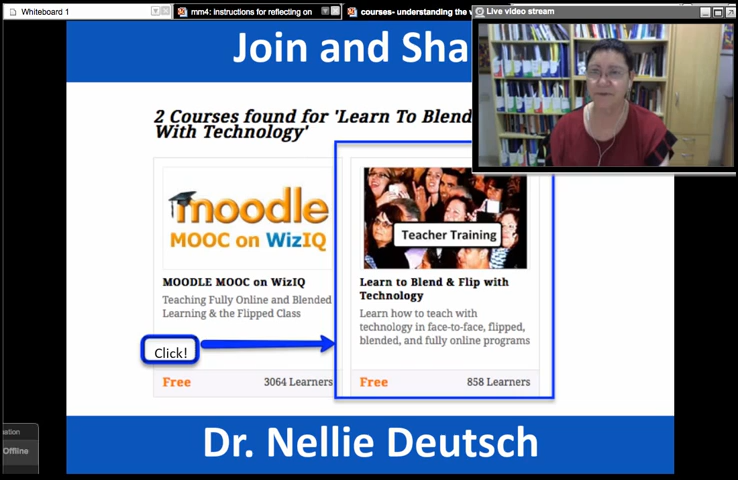 Whiteboard 1
mm4: instructions for reflecting on
courses- understanding the
Live video stream
Join and Sha
2 Courses found for 'Learn To Blend
With Technology'
moodle
MOOC on WizIQ
Teacher Training
MOODLE MOOC on WizIQ
Teaching Fully Online and Blended
Learning & the Flipped Class
Learn to Blend & Flip with
Technology
Learn how to teach with
technology in face-to-face, flipped,
blended, and fully online programs
Click!
Free
3064 Learners
Free
858 Learners
uation
Offline
Dr. Nellie Deutsch